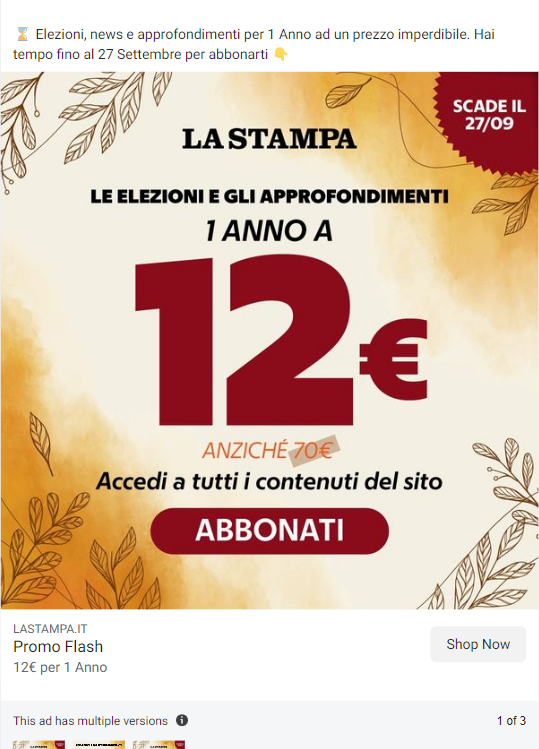 ⏳ Elezioni, news e approfondimenti per 1 Anno ad un prezzo imperdibile. Hai
tempo fino al 27 Settembre per abbonarti 👇
SCADE IL
27/09
LA STAMPA
LE ELEZIONI E GLI APPROFONDIMENTI
1 ANNO A
12€
ANZICHÉ 70€
Accedi a tutti i contenuti del sito
ABBONATI
LASTAMPA.IT
Promo Flash
12€ per 1 Anno
Shop Now
This ad has multiple versions
1 of 3